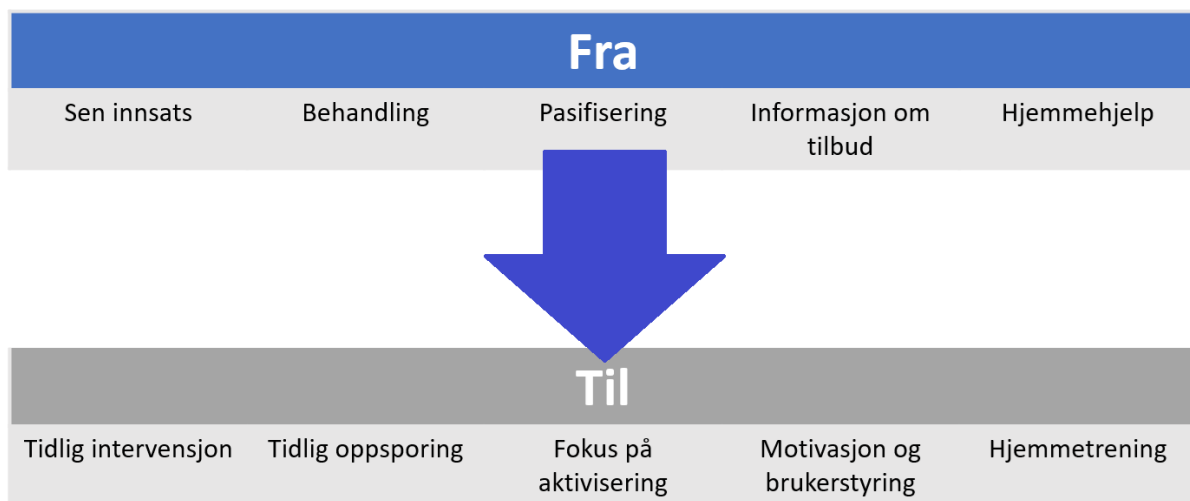 Fra
Sen innsats
Behandling
Pasifisering
Informasjon om
tilbud
Hjemmehjelp
Til
Tidlig intervensjon
Tidlig oppsporing
Fokus på
aktivisering
Motivasjon og
brukerstyring
Hjemmetrening